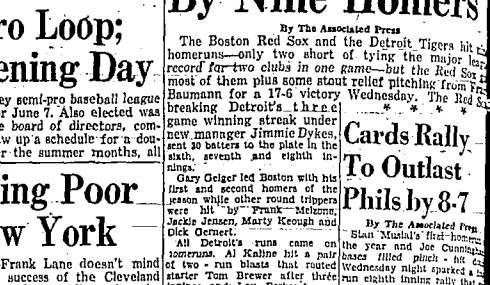 ro Loop;
ening Day
ey semi-pro baseball league
r June 7. Also elected was
e board of directors, com-
w up a schedule for a dou-
r the summer months, all
ing Poor
w York
Frank Lane doesn't mind
success of the Cleveland
By Nine Homers
By The Associated Press
The Boston Red Sox and the Detroit Tigers hit
homeruns—only two short of tying the major
record for two clubs in one game—but the Red Sox
most of them plus some stout relief pitching from
Baumann for a 17-6 victory Wednesday. The Red Sox
breaking Detroit's three
game winning streak under
new manager Jimmie Dykes,
sent 30 batters to the plate in the
sixth, seventh and eighth in-
nings.
Gary Geiger led Boston with his
first and second homers of the
season while other round trippers
were hit by Frank Malzone,
Jackie Jensen, Marty Keough and
Dick Gernert.
All Detroit's runs came on
homeruns. Al Kaline hit a pair
of two-run blasts that routed
starter Tom Brewer after three
* * * *
Cards Rally
To Outlast
Phils by 8-7
By The Associated Press
Stan Musial's first
the year and Joe
bases filled pinch - hit
Wednesday night sparked a
run eighth inning rally that